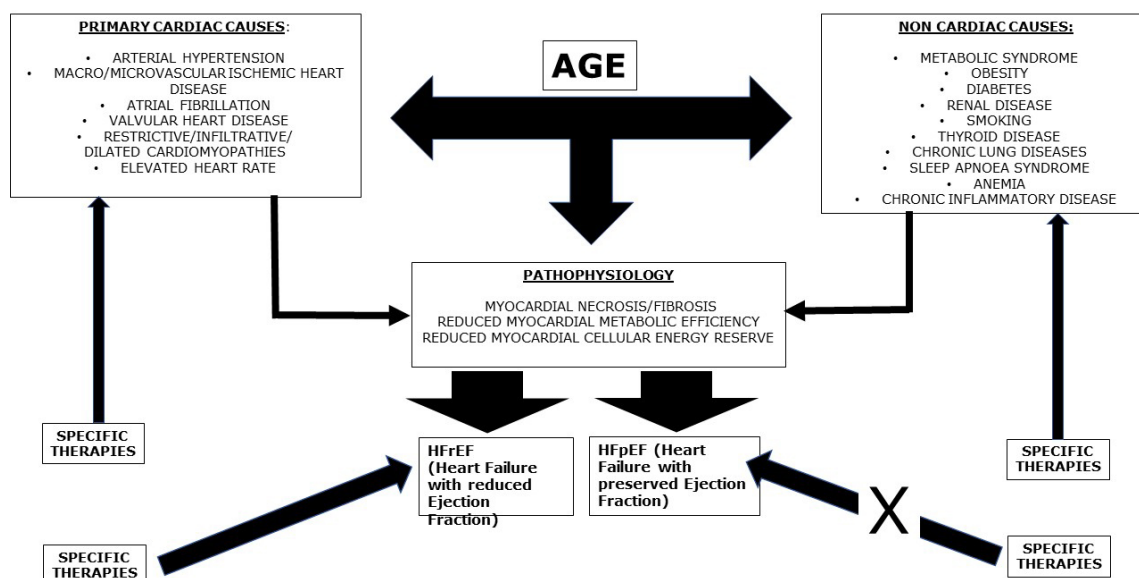 PRIMARY CARDIAC CAUSES:
• ARTERIAL HYPERTENSION
• MACRO/MICROVASCULAR ISCHEMIC HEART
DISEASE
• ATRIAL FIBRILLATION
• VALVULAR HEART DISEASE
• RESTRICTIVE/INFILTRATIVE/
DILATED CARDIOMYOPATHIES
• ELEVATED HEART RATE
AGE
NON CARDIAC CAUSES:
• METABOLIC SYNDROME
• OBESITY
• DIABETES
• RENAL DISEASE
• SMOKING
• THYROID DISEASE
• CHRONIC LUNG DISEASES
• SLEEP APNOEA SYNDROME
• ANEMIA
• CHRONIC INFLAMMATORY DISEASE
PATHOPHYSIOLOGY
MYOCARDIAL NECROSIS/FIBROSIS
REDUCED MYOCARDIAL METABOLIC EFFICIENCY
REDUCED MYOCARDIAL CELLULAR ENERGY RESERVE
SPECIFIC
THERAPIES
HFrEF
(Heart Failure
with reduced
Ejection
Fraction)
HFpEF (Heart
Failure with
preserved Ejection
Fraction)
SPECIFIC
THERAPIES
X
SPECIFIC
THERAPIES
SPECIFIC
THERAPIES